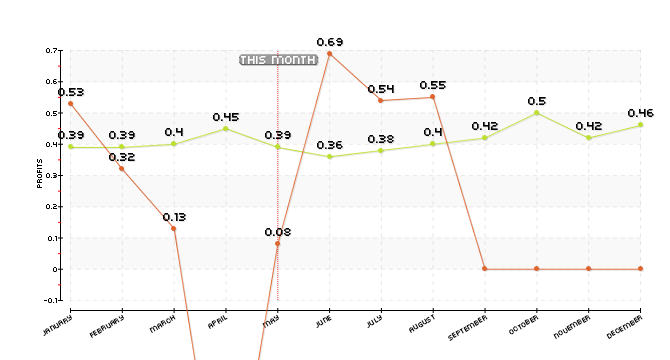 0.69
THIS MONTH
0.7
0.6
0.5
0.4
0.3
0.2
0.1
0
-0.1
PROFITS
0.53
0.32
0.13
0.08
0.54
0.55
0.39
0.39
0.4
0.45
0.39
0.36
0.38
0.4
0.42
0.5
0.42
0.46
JANUARY
FEBRUARY
MARCH
APRIL
MAY
JUNE
JULY
AUGUST
SEPTEMBER
OCTOBER
NOVEMBER
DECEMBER